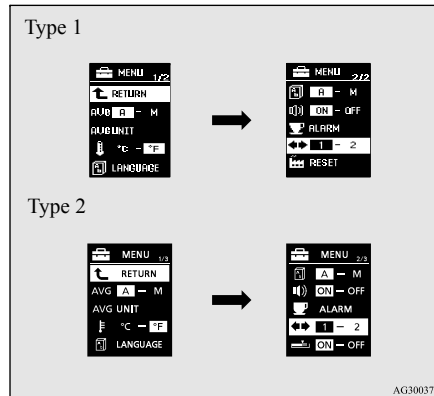 Type 1
MENU 1/2
RETURN
AVG A - M
AVG UNIT
°C - °F
LANGUAGE
MENU 2/2
A - M
ON - OFF
ALARM
1 - 2
RESET
Type 2
MENU 1/3
RETURN
AVG A - M
AVG UNIT
°C - °F
LANGUAGE
MENU 2/3
A - M
ON - OFF
ALARM
1 - 2
ON - OFF
AG30037